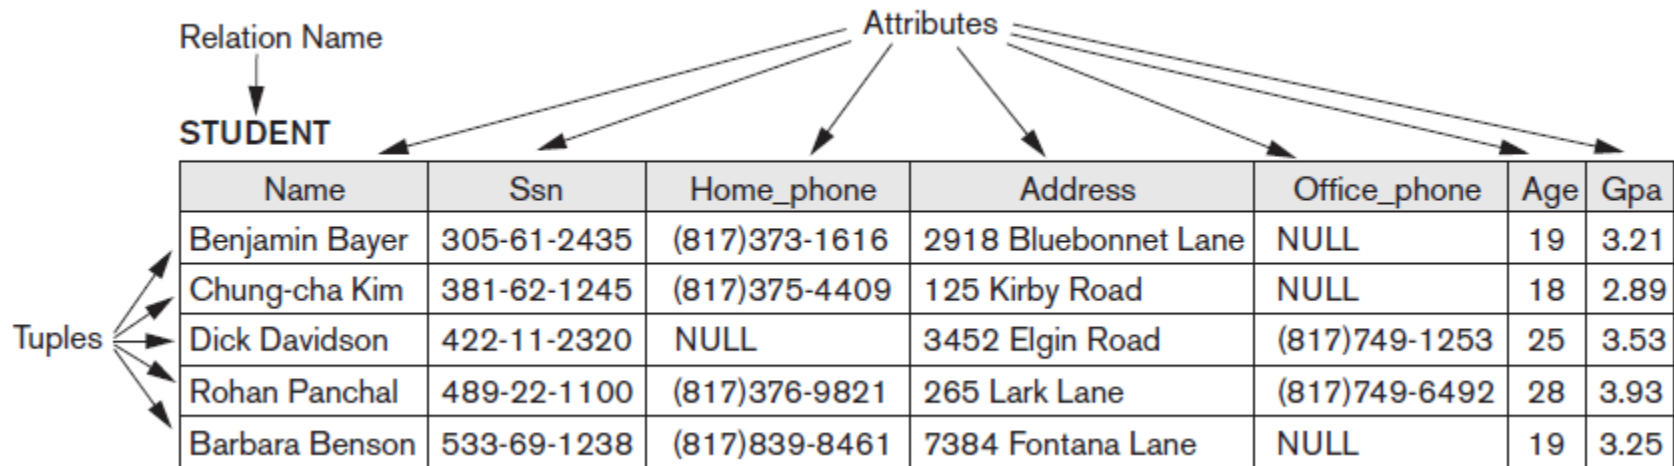 Attributes
Relation Name
STUDENT
Name Ssn Home_phone Address Office_phone Age Gpa
Benjamin Bayer 305-61-2435 (817)373-1616 2918 Bluebonnet Lane NULL 19 3.21
Chung-cha Kim 381-62-1245 (817)375-4409 125 Kirby Road NULL 18 2.89
Tuples Dick Davidson 422-11-2320 NULL 3452 Elgin Road (817)749-1253 25 3.53
Rohan Panchal 489-22-1100 (817)376-9821 265 Lark Lane (817)749-6492 28 3.93
Barbara Benson 533-69-1238 (817)839-8461 7384 Fontana Lane NULL 19 3.25